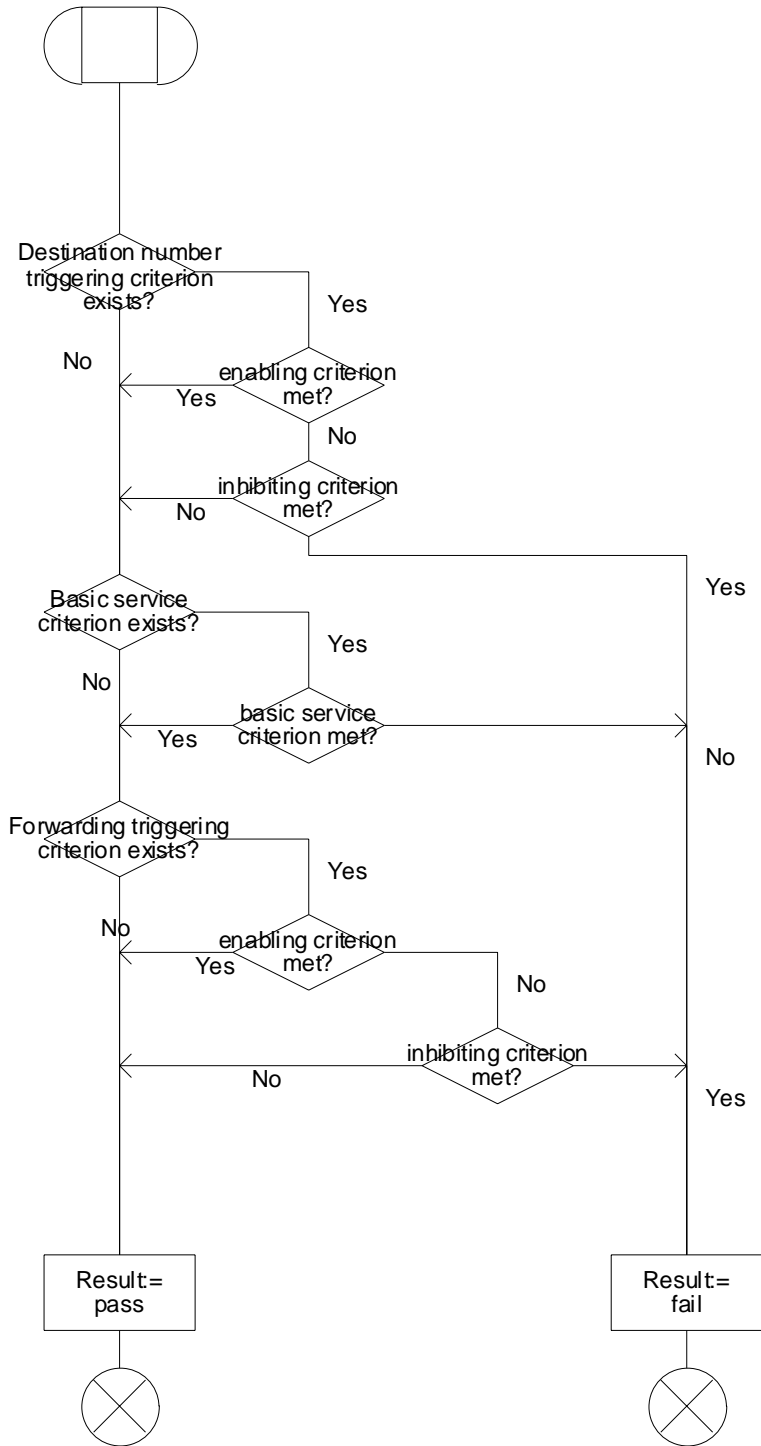 Destination number
triggering criterion
exists?
Yes
No
enabling criterion
met?
Yes
No
inhibiting criterion
met?
No
Yes
Basic service
criterion exists?
Yes
No
basic service
criterion met?
Yes
No
Forwarding triggering
criterion exists?
Yes
No
enabling criterion
met?
Yes
No
inhibiting criterion
met?
No
Yes
Result:=
pass
Result:=
fail